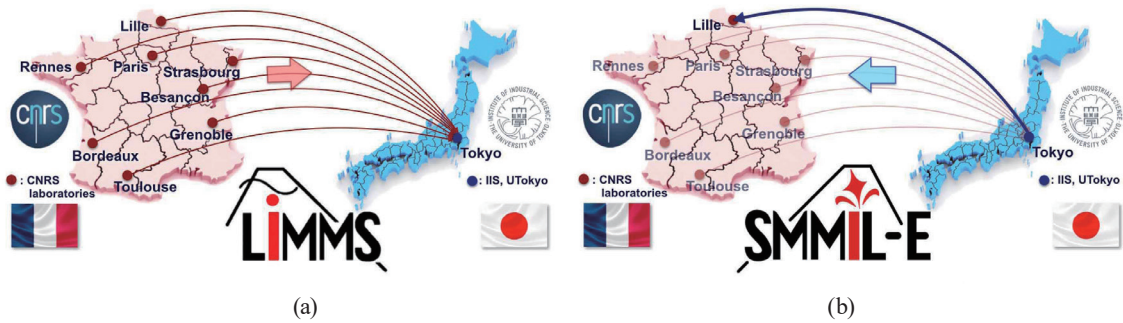 Lille
Rennes
Paris
Strasbourg
Besançon
Grenoble
Bordeaux
Toulouse
cnrs
INSTITUTE OF INDUSTRIAL SCIENCE
THE UNIVERSITY OF TOKYO
Tokyo
: CNRS
laboratories
: IIS, UTokyo
LiMMS
(a)
Lille
Rennes
Paris
Strasbourg
Besançon
Grenoble
Bordeaux
Toulouse
cnrs
INSTITUTE OF INDUSTRIAL SCIENCE
THE UNIVERSITY OF TOKYO
Tokyo
: CNRS
laboratories
: IIS, UTokyo
SMMIL-E
(b)